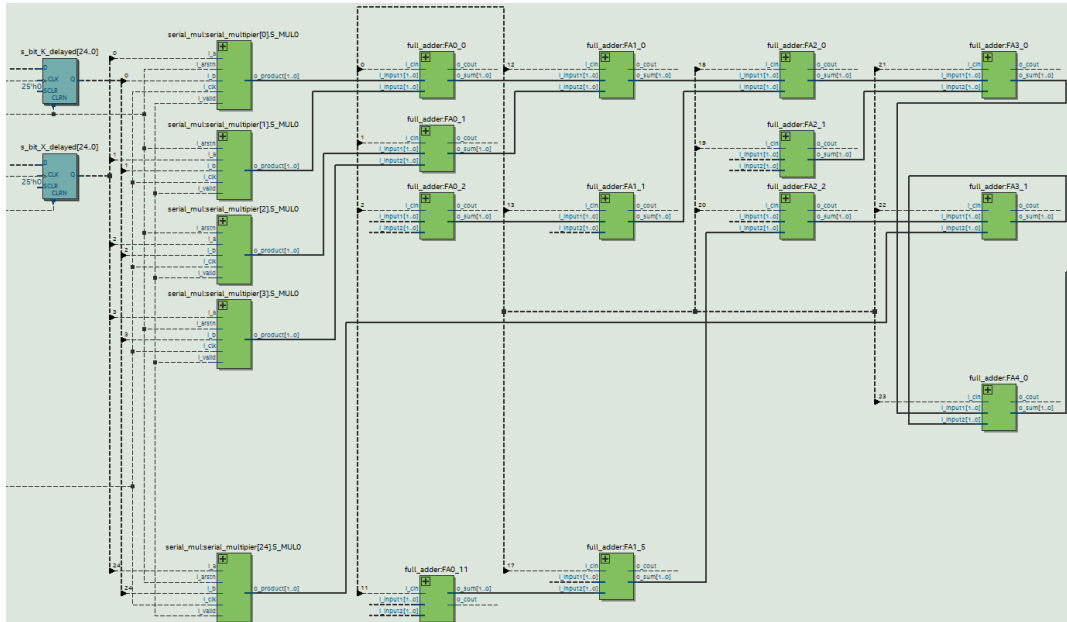 s_bit_K_delayed[24..0]
D
CLK
SCLR
CLRN
Q
25'h0
s_bit_X_delayed[24..0]
D
CLK
SCLR
CLRN
Q
25'h0
serial_mul:serial_multipier[0].S_MUL0
i_a
i_arstn
i_b
i_clk
i_valid
o_product[1..0]
0
0
serial_mul:serial_multipier[1].S_MUL0
i_arstn
i_a
i_b
i_clk
i_valid
o_product[1..0]
1
1
serial_mul:serial_multipier[2].S_MUL0
i_arstn
i_a
i_b
i_clk
i_valid
o_product[1..0]
2
2
serial_mul:serial_multipier[3].S_MUL0
i_a
i_arstn
i_b
i_clk
i_valid
o_product[1..0]
3
3
serial_mul:serial_multipier[24].S_MUL0
i_a
i_arstn
i_b
i_clk
i_valid
o_product[1..0]
24
24
full_adder:FA0_0
0
i_cin
i_input1[1..0]
i_input2[1..0]
o_cout
o_sum[1..0]
full_adder:FA0_1
1
i_cin
i_input1[1..0]
i_input2[1..0]
o_cout
o_sum[1..0]
full_adder:FA0_2
2
i_cin
i_input1[1..0]
i_input2[1..0]
o_cout
o_sum[1..0]
full_adder:FA0_11
11
i_cin
i_input1[1..0]
i_input2[1..0]
o_sum[1..0]
o_cout
full_adder:FA1_0
12
i_cin
i_input1[1..0]
i_input2[1..0]
o_cout
o_sum[1..0]
full_adder:FA1_1
13
i_cin
i_input1[1..0]
i_input2[1..0]
o_cout
o_sum[1..0]
full_adder:FA1_5
17
i_cin
i_input1[1..0]
i_input2[1..0]
o_cout
o_sum[1..0]
full_adder:FA2_0
18
i_cin
i_input1[1..0]
i_input2[1..0]
o_cout
o_sum[1..0]
full_adder:FA2_1
19
i_cin
i_input1[1..0]
i_input2[1..0]
o_cout
o_sum[1..0]
full_adder:FA2_2
20
i_cin
i_input1[1..0]
i_input2[1..0]
o_cout
o_sum[1..0]
full_adder:FA3_0
21
i_cin
i_input1[1..0]
i_input2[1..0]
o_cout
o_sum[1..0]
full_adder:FA3_1
22
i_cin
i_input1[1..0]
i_input2[1..0]
o_cout
o_sum[1..0]
full_adder:FA4_0
23
i_cin
i_input1[1..0]
i_input2[1..0]
o_cout
o_sum[1..0]